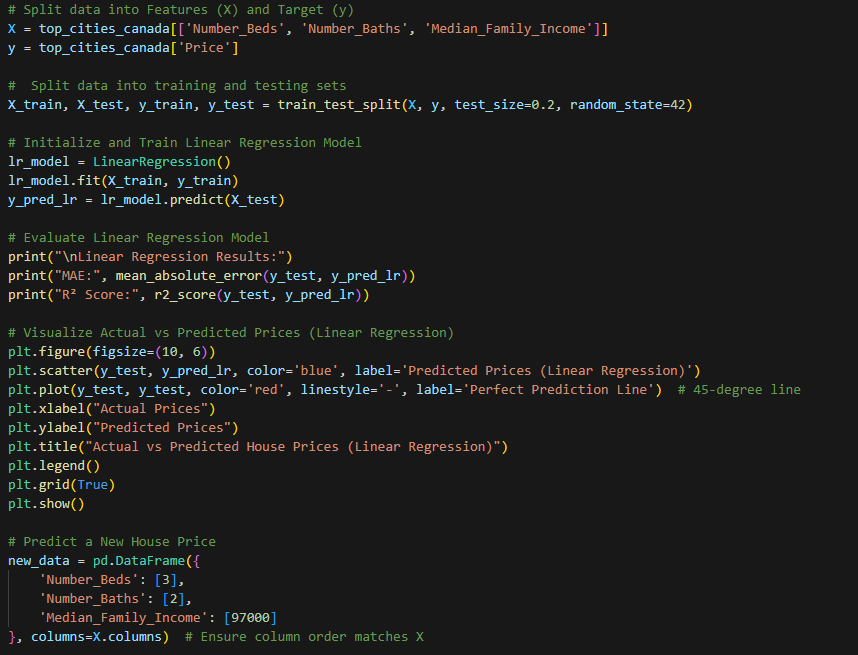 # Split data into Features (X) and Target (y)
X = top_cities_canada[['Number_Beds', 'Number_Baths', 'Median_Family_Income']]
y = top_cities_canada['Price']

#  Split data into training and testing sets
X_train, X_test, y_train, y_test = train_test_split(X, y, test_size=0.2, random_state=42)

# Initialize and Train Linear Regression Model
lr_model = LinearRegression()
lr_model.fit(X_train, y_train)
y_pred_lr = lr_model.predict(X_test)

# Evaluate Linear Regression Model
print("\nLinear Regression Results:")
print("MAE:", mean_absolute_error(y_test, y_pred_lr))
print("R² Score:", r2_score(y_test, y_pred_lr))

# Visualize Actual vs Predicted Prices (Linear Regression)
plt.figure(figsize=(10, 6))
plt.scatter(y_test, y_pred_lr, color='blue', label='Predicted Prices (Linear Regression)')
plt.plot(y_test, y_test, color='red', linestyle='-', label='Perfect Prediction Line')  # 45-degree line
plt.xlabel("Actual Prices")
plt.ylabel("Predicted Prices")
plt.title("Actual vs Predicted House Prices (Linear Regression)")
plt.legend()
plt.grid(True)
plt.show()

# Predict a New House Price
new_data = pd.DataFrame({
    'Number_Beds': [3],
    'Number_Baths': [2],
    'Median_Family_Income': [97000]
}, columns=X.columns)  # Ensure column order matches X